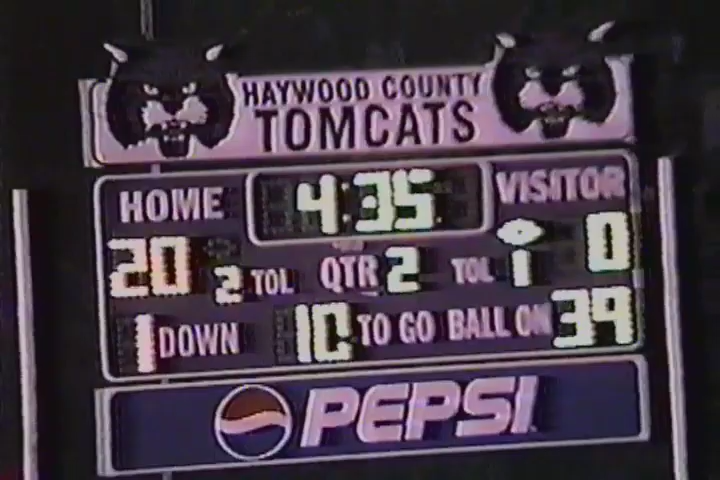 HAYWOOD COUNTY
TOMCATS
HOME 4:35 VISITOR
20 2 TOL QTR 2 TOL 1 0
1 DOWN 10 TO GO BALL ON 39
PEPSI